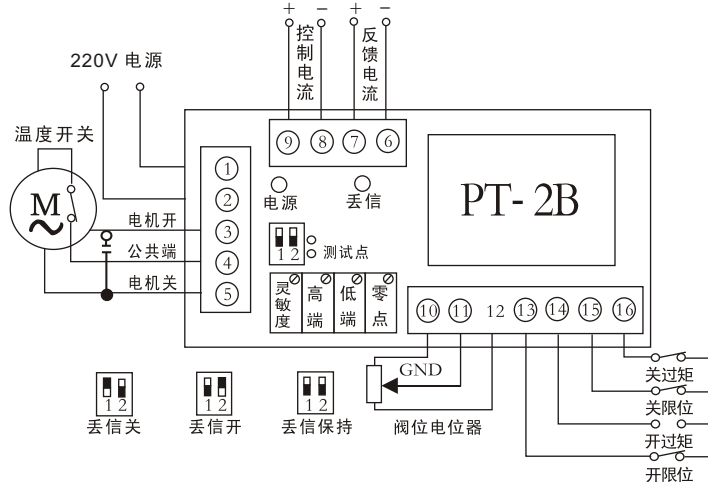 + − + −
控制电流
反馈电流
220V 电源
温度开关
M
9 8 7 6
1
2
3
4
5
电源
丢信
PT-2B
电机开
公共端
电机关
1 2
测试点
灵敏度
高端
低端
零点
10 11 12 13 14 15 16
GND
阀位电位器
关过矩
关限位
开过矩
开限位
1 2
丢信关
1 2
丢信开
1 2
丢信保持